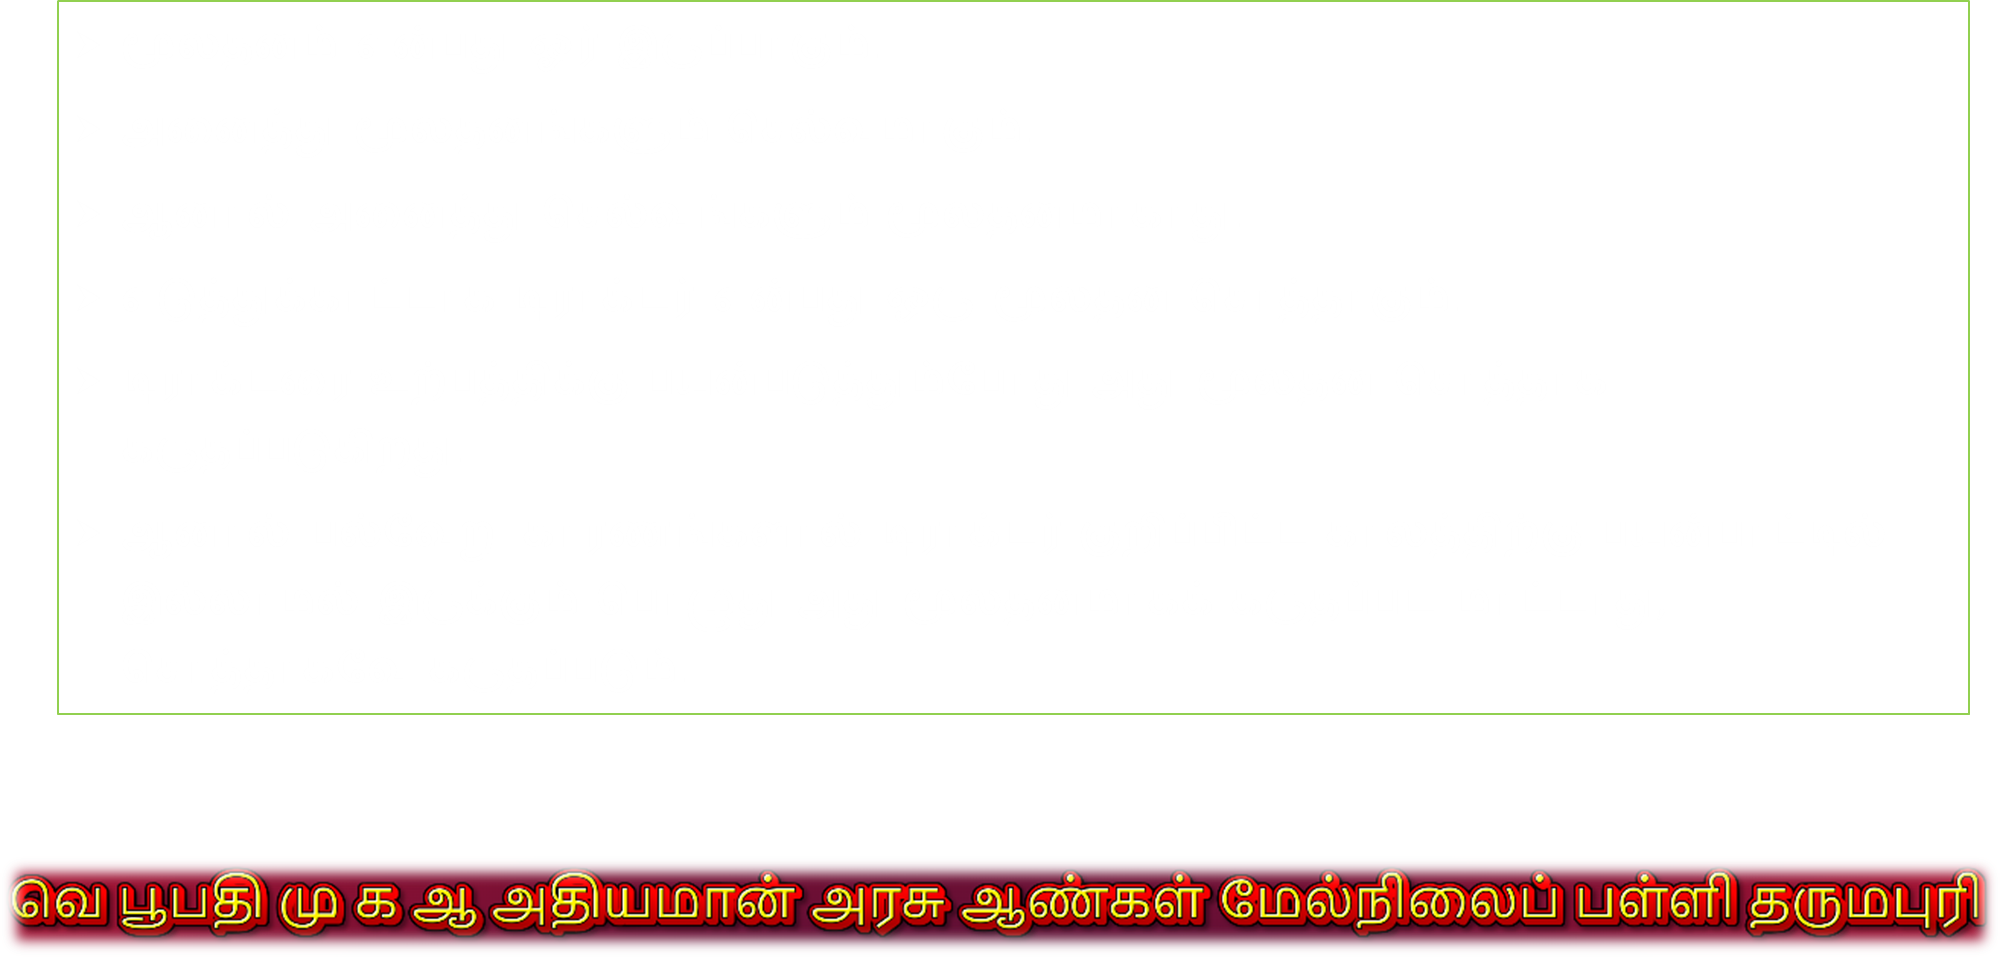 வெ பூபதி மு க ஆ அதியமான் அரசு ஆண்கள் மேல்நிலைப் பள்ளி தருமபுரி